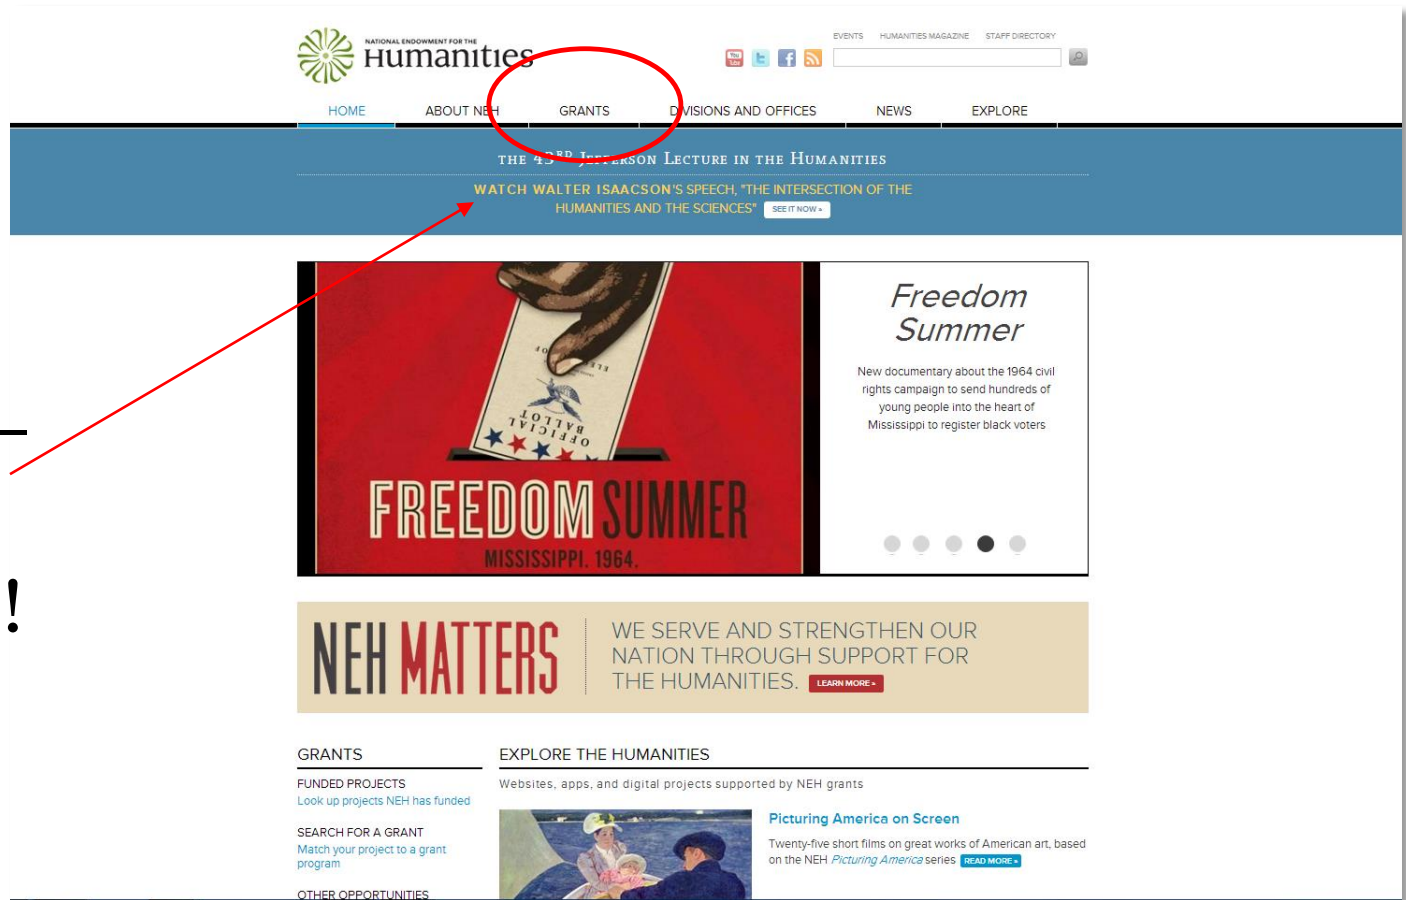 EVENTS HUMANITIES MAGAZINE STAFF DIRECTORY
NATIONAL ENDOWMENT FOR THE
Humanities
You
Tube
HOME ABOUT NEH GRANTS DIVISIONS AND OFFICES NEWS EXPLORE
THE 43RD JEFFERSON LECTURE IN THE HUMANITIES
WATCH WALTER ISAACSON'S SPEECH, "THE INTERSECTION OF THE
HUMANITIES AND THE SCIENCES" SEE IT NOW »
OFFICIAL
BALLOT
FREEDOM SUMMER
MISSISSIPPI. 1964.
Freedom
Summer
New documentary about the 1964 civil
rights campaign to send hundreds of
young people into the heart of
Mississippi to register black voters
!
NEH MATTERS
WE SERVE AND STRENGTHEN OUR
NATION THROUGH SUPPORT FOR
THE HUMANITIES. LEARN MORE »
GRANTS
FUNDED PROJECTS
Look up projects NEH has funded
SEARCH FOR A GRANT
Match your project to a grant
program
OTHER OPPORTUNITIES
EXPLORE THE HUMANITIES
Websites, apps, and digital projects supported by NEH grants
Picturing America on Screen
Twenty-five short films on great works of American art, based
on the NEH Picturing America series READ MORE »